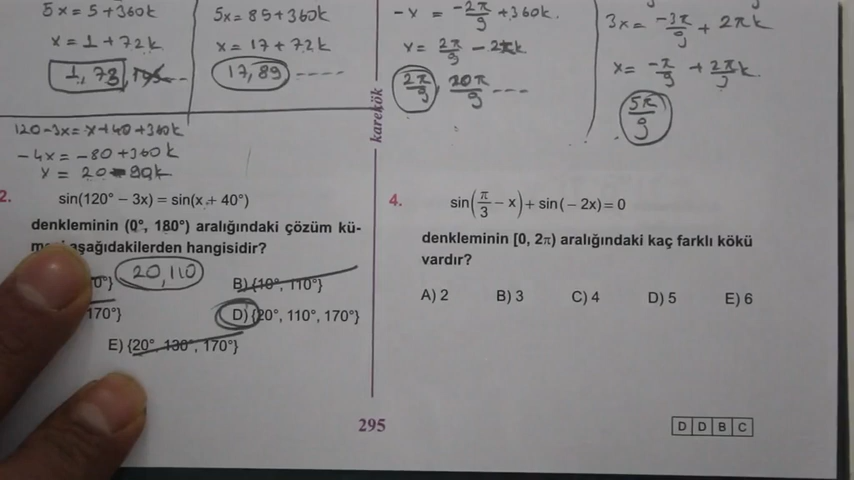 5x = 5 + 360k
x = 1 + 72k
1, 73,
5x = 85 + 360k
x = 17 + 72k
17, 89 ----
-x = -2π/9 + 360k.
x = 2π/9 - 2πk
2π/9, 20π/9 ---
3x = -3π/9 + 2πk
x = -π/9 + 2π/3 k.
5π/9
karekök
120-3x = x+40+360k
-4x = -80+360k
x = 20-90k
2. sin(120° – 3x) = sin(x + 40°)
denkleminin (0°, 180°) aralığındaki çözüm kü-
aşağıdakilerden hangisidir?
20, 110
B) {10°, 110°}
170°}
D) {20°, 110°, 170°}
E) {20°, 130°, 170°}
4. sin(π/3 – x) + sin(– 2x) = 0
denkleminin [0, 2π) aralığındaki kaç farklı kökü
vardır?
A) 2 B) 3 C) 4 D) 5 E) 6
295
D D B C